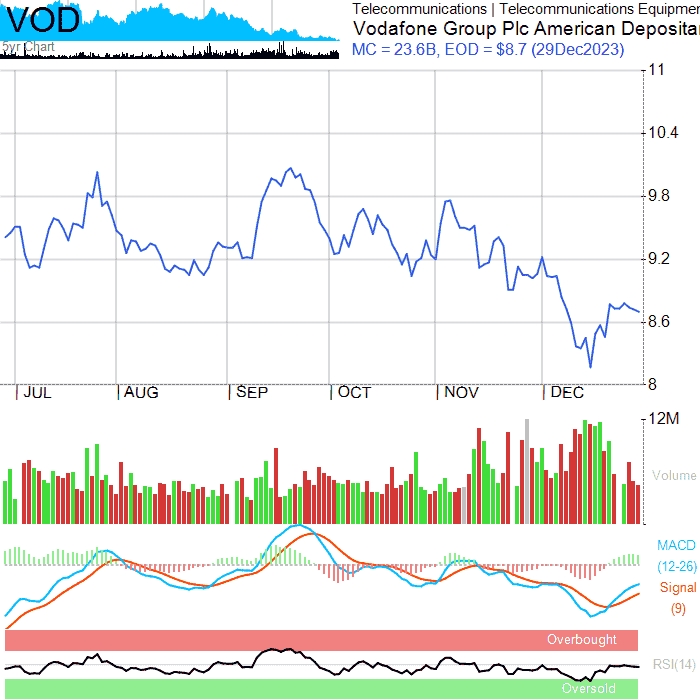 VOD
5yr Chart
Telecommunications | Telecommunications Equipmen
Vodafone Group Plc American Deposita
MC = 23.6B, EOD = $8.7 (29Dec2023)
11
10.4
9.8
9.2
8.6
8
JUL AUG SEP OCT NOV DEC
12M
Volume
MACD
(12-26)
Signal
(9)
Overbought
RSI(14)
Oversold